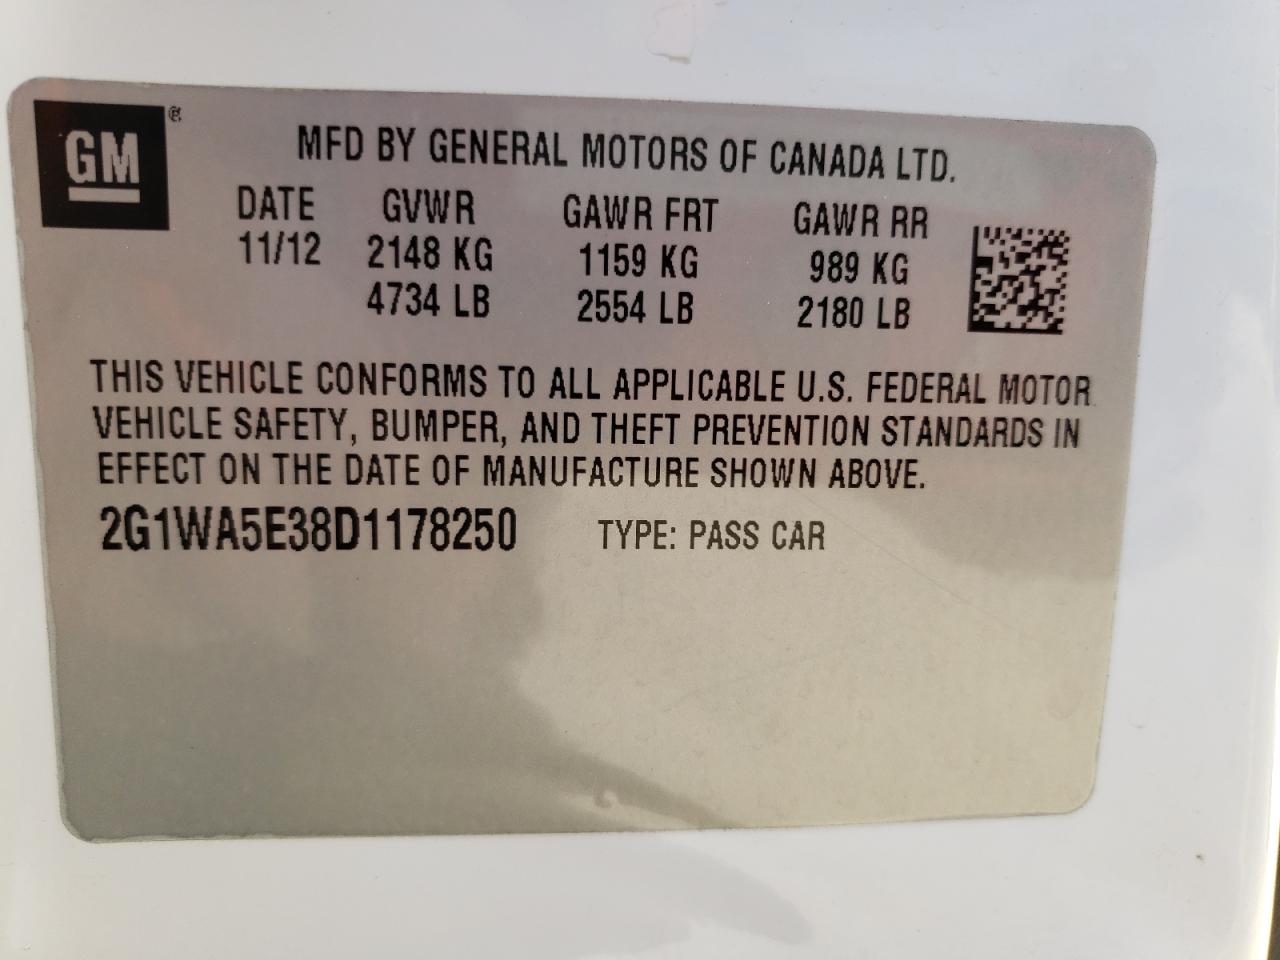 GM
MFD BY GENERAL MOTORS OF CANADA LTD.
DATE GVWR GAWR FRT GAWR RR
11/12 2148 KG 1159 KG 989 KG
4734 LB 2554 LB 2180 LB
THIS VEHICLE CONFORMS TO ALL APPLICABLE U.S. FEDERAL MOTOR
VEHICLE SAFETY, BUMPER, AND THEFT PREVENTION STANDARDS IN
EFFECT ON THE DATE OF MANUFACTURE SHOWN ABOVE.
2G1WA5E38D1178250 TYPE: PASS CAR